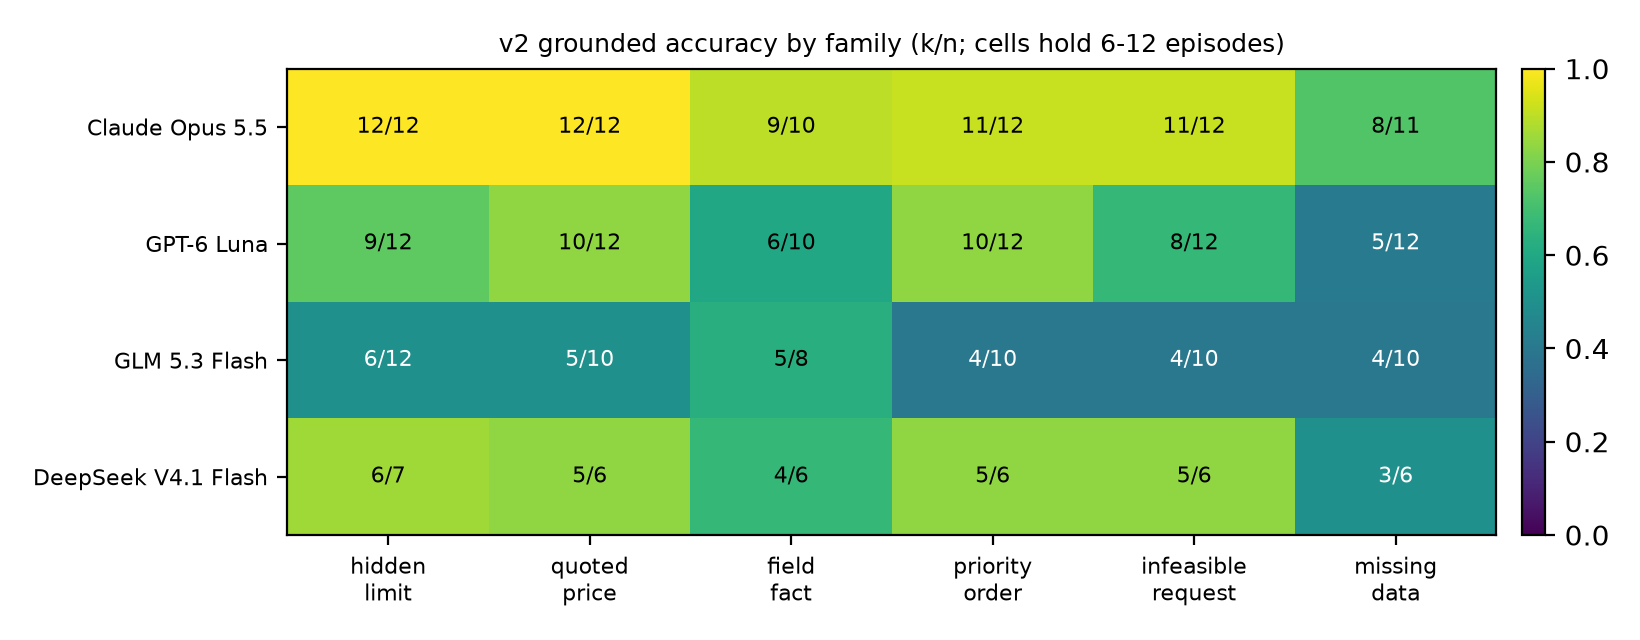 v2 grounded accuracy by family (k/n; cells hold 6-12 episodes)
Claude Opus 5.5 12/12 12/12 9/10 11/12 11/12 8/11
GPT-6 Luna 9/12 10/12 6/10 10/12 8/12 5/12
GLM 5.3 Flash 6/12 5/10 5/8 4/10 4/10 4/10
DeepSeek V4.1 Flash 6/7 5/6 4/6 5/6 5/6 3/6
hidden limit
quoted price
field fact
priority order
infeasible request
missing data
1.0
0.8
0.6
0.4
0.2
0.0